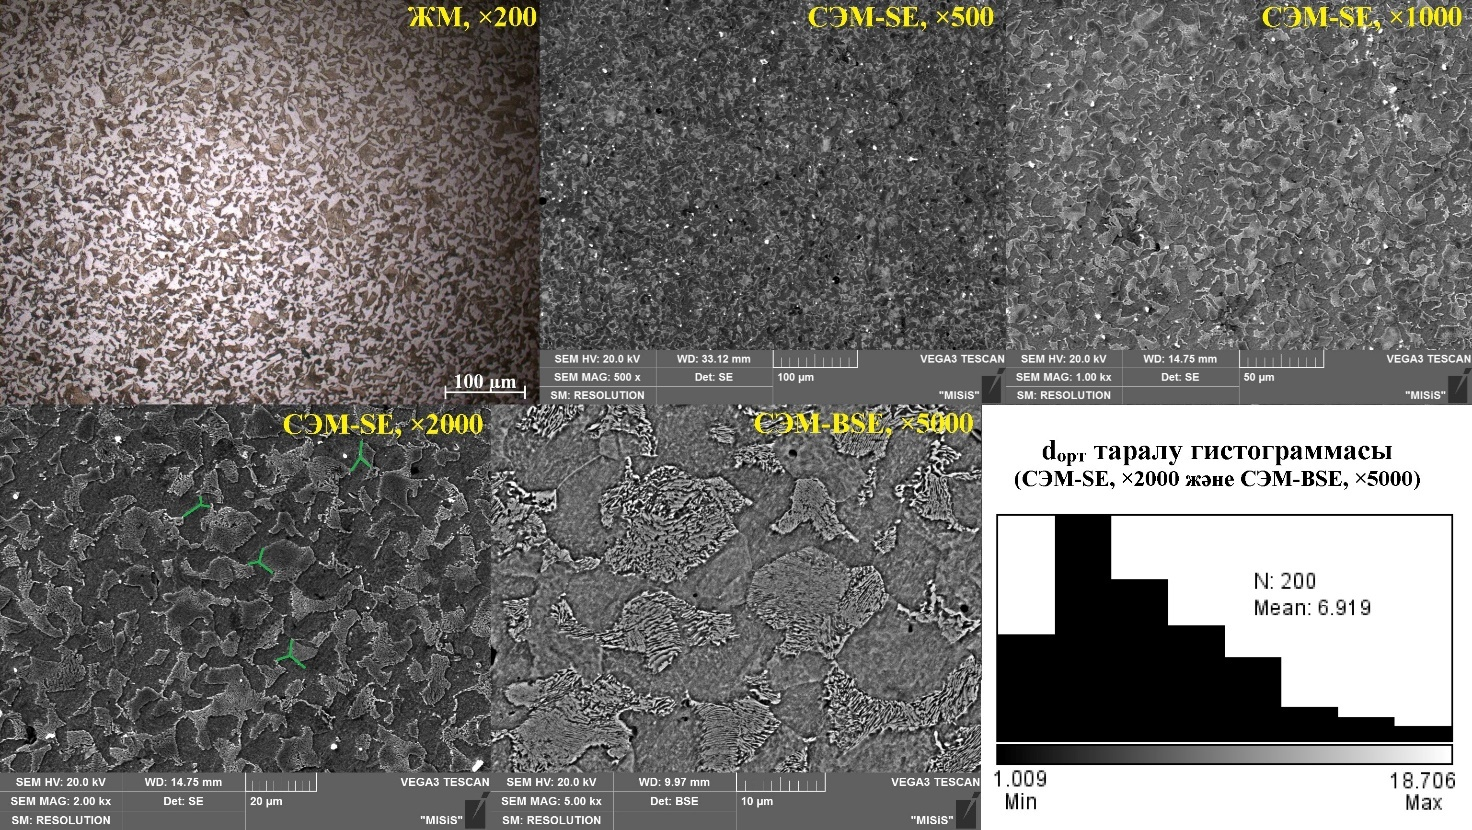 ЖМ, ×200
100 µm
СЭМ-SE, ×500
SEM HV: 20.0 kV WD: 33.12 mm VEGA3 TESCAN
SEM MAG: 500 x Det: SE 100 µm
SM: RESOLUTION "MISiS"
СЭМ-SE, ×1000
SEM HV: 20.0 kV WD: 14.75 mm VEGA3 TESCAN
SEM MAG: 1.00 kx Det: SE 50 µm
SM: RESOLUTION "MISiS"
СЭМ-SE, ×2000
SEM HV: 20.0 kV WD: 14.75 mm VEGA3 TESCAN
SEM MAG: 2.00 kx Det: SE 20 µm
SM: RESOLUTION "MISiS"
СЭМ-BSE, ×5000
SEM HV: 20.0 kV WD: 9.97 mm VEGA3 TESCAN
SEM MAG: 5.00 kx Det: BSE 10 µm
SM: RESOLUTION "MISiS"
dорт таралу гистограммасы
(СЭМ-SE, ×2000 және СЭМ-BSE, ×5000)
N: 200
Mean: 6.919
1.009 18.706
Min Max